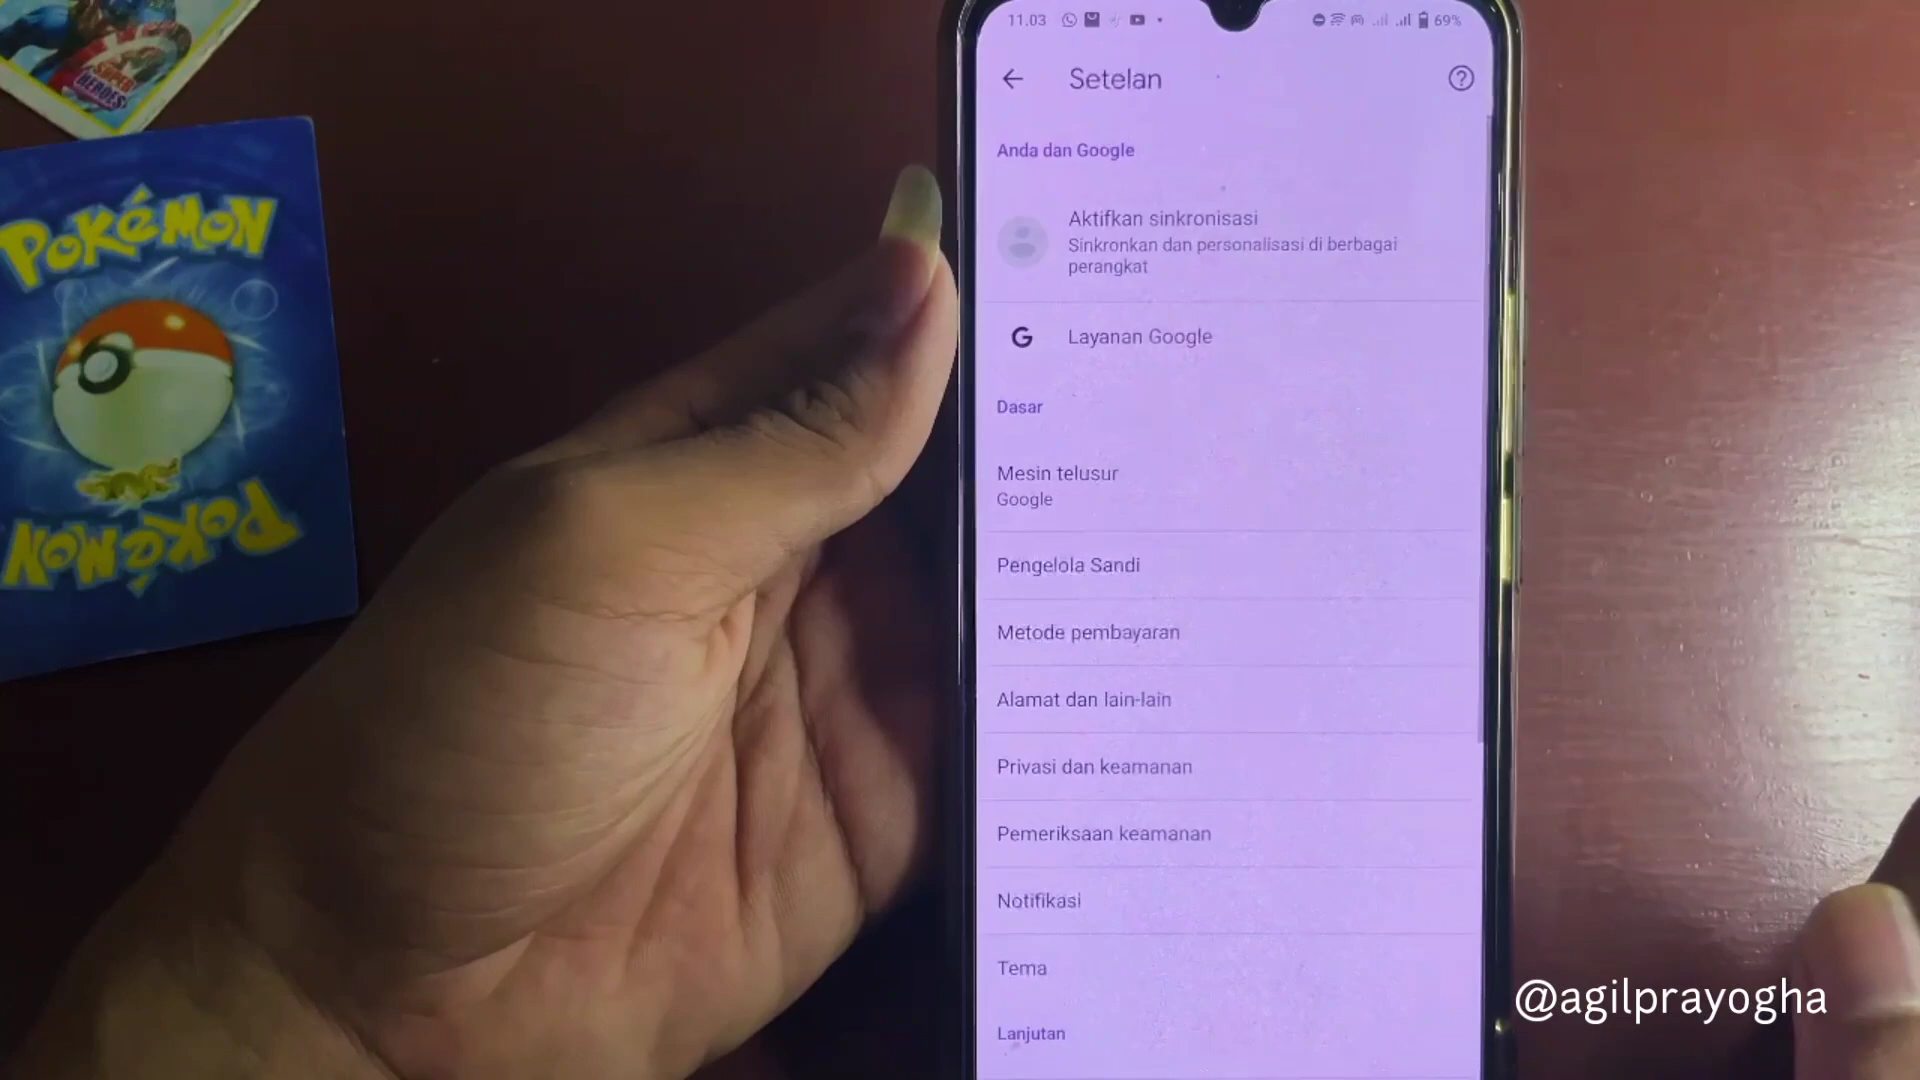 SUPER
HEROES
POKéMON
POKéMON
11.03
69%
Setelan
Anda dan Google
Aktifkan sinkronisasi
Sinkronkan dan personalisasi di berbagai
perangkat
G
Layanan Google
Dasar
Mesin telusur
Google
Pengelola Sandi
Metode pembayaran
Alamat dan lain-lain
Privasi dan keamanan
Pemeriksaan keamanan
Notifikasi
Tema
Lanjutan
@agilprayogha